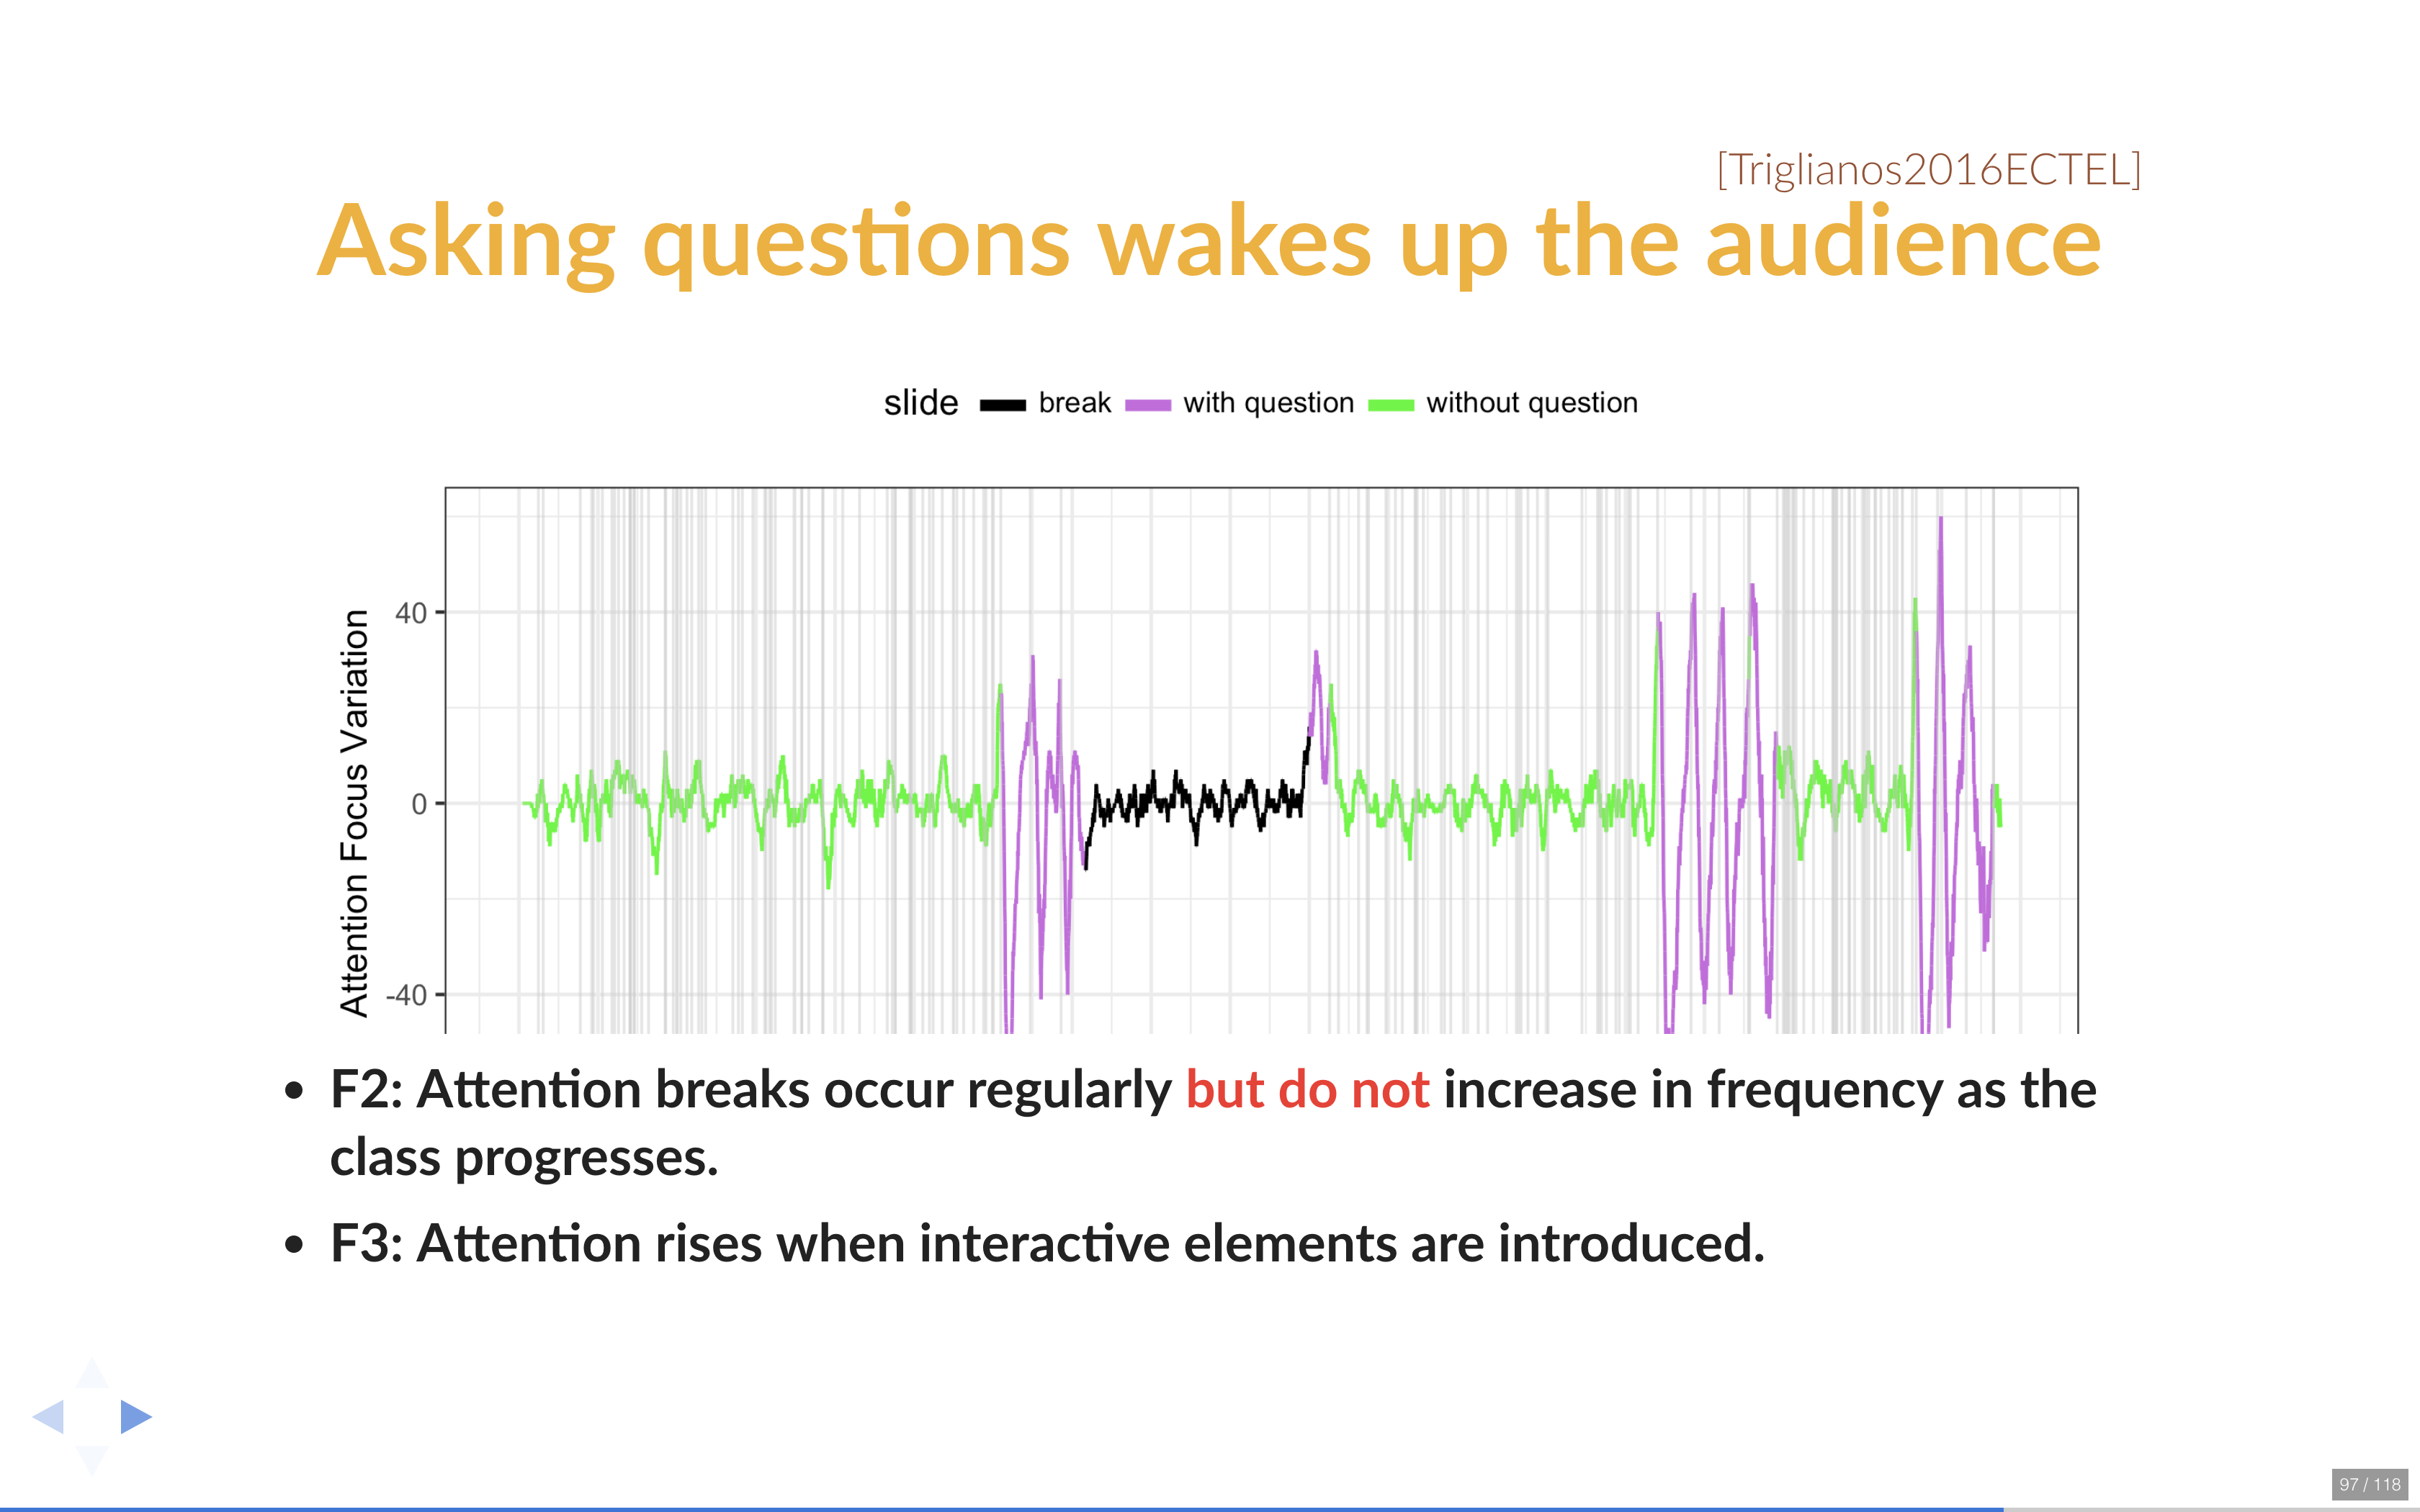 [Triglianos2016ECTEL]
Asking questions wakes up the audience
slide break with question without question
Attention Focus Variation
40
0
-40
• F2: Attention breaks occur regularly but do not increase in frequency as the
class progresses.
• F3: Attention rises when interactive elements are introduced.
97 / 118